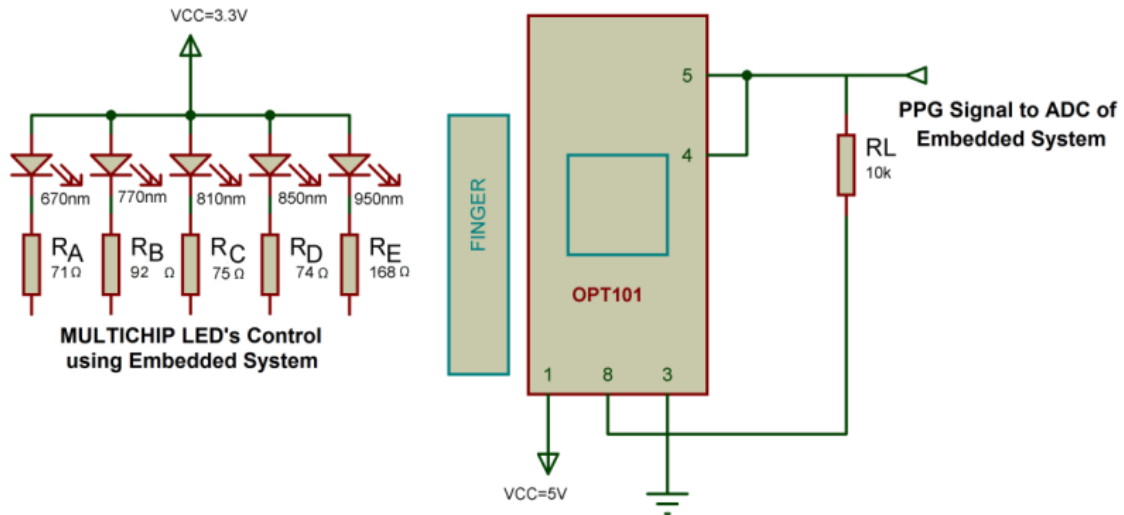 VCC=3.3V
670nm
770nm
810nm
850nm
950nm
RA
71Ω
RB
92 Ω
RC
75Ω
RD
74Ω
RE
168Ω
MULTICHIP LED's Control
using Embedded System
FINGER
OPT101
5
4
1
8
3
VCC=5V
RL
10k
PPG Signal to ADC of
Embedded System